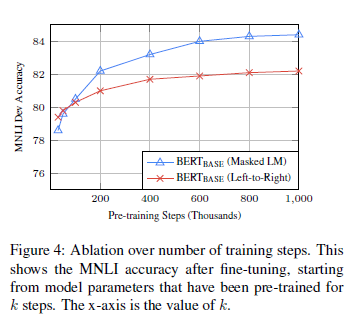 84
82
80
78
76
MNLI Dev Accuracy
BERTBASE (Masked LM)
BERTBASE (Left-to-Right)
200 400 600 800 1,000
Pre-training Steps (Thousands)
Figure 4: Ablation over number of training steps. This
shows the MNLI accuracy after fine-tuning, starting
from model parameters that have been pre-trained for
k steps. The x-axis is the value of k.